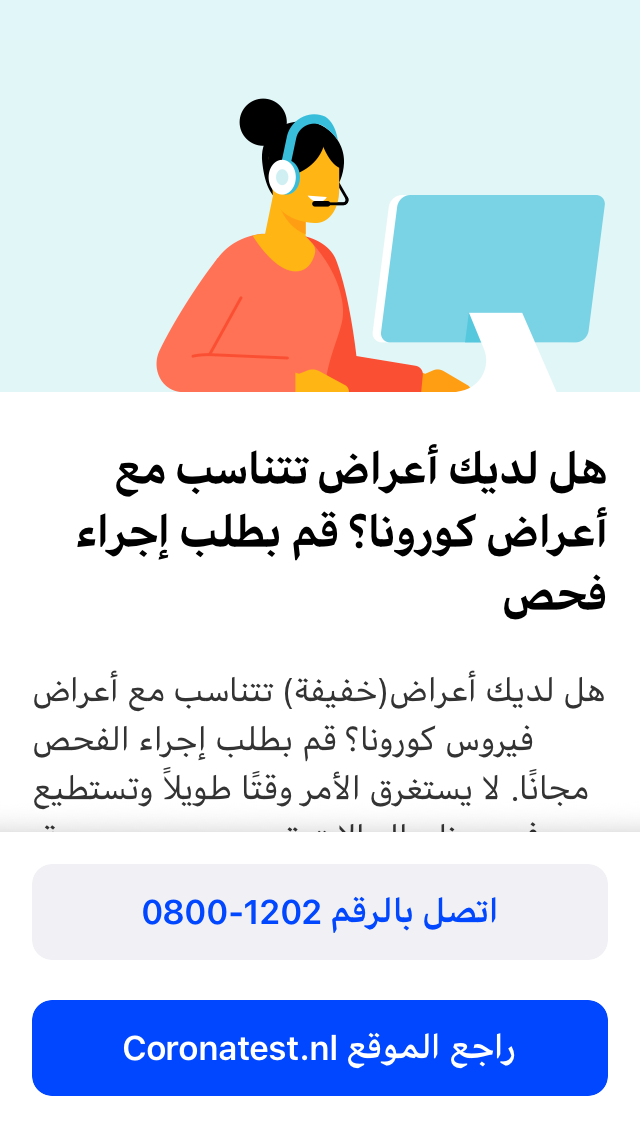 هل لديك أعراض تتناسب مع
أعراض كورونا؟ قم بطلب إجراء
فحص
هل لديك أعراض(خفيفة) تتناسب مع أعراض
فيروس كورونا؟ قم بطلب إجراء الفحص
مجانًا. لا يستغرق الأمر وقتًا طويلاً وتستطيع
اتصل بالرقم 1202-0800
راجع الموقع Coronatest.nl